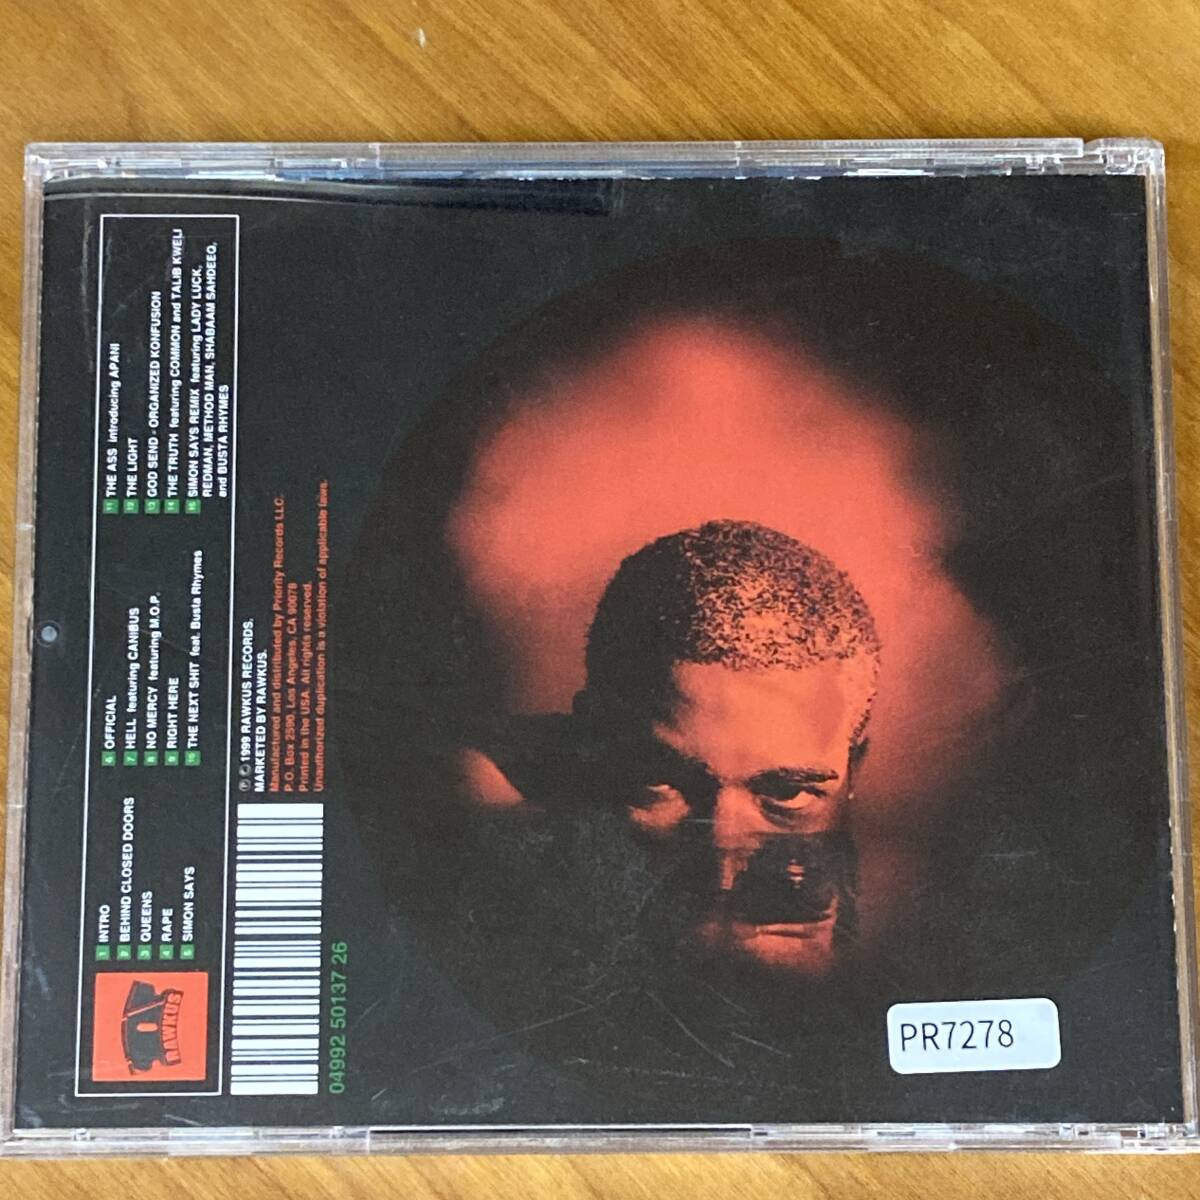 RAWKUS
1 INTRO
2 BEHIND CLOSED DOORS
3 QUEENS
4 RAPE
5 SIMON SAYS
6 OFFICIAL
7 HELL featuring CANIBUS
8 NO MERCY featuring M.O.P.
9 RIGHT HERE
10 THE NEXT SHIT feat. Busta Rhymes
11 THE ASS introducing APANI
12 THE LIGHT
13 GOD SEND - ORGANIZED KONFUSION
14 THE TRUTH featuring COMMON and TALIB KWELI
15 SIMON SAYS REMIX featuring LADY LUCK,
REDMAN, METHOD MAN, SHABAAM SAHDEEQ,
and BUSTA RHYMES
℗ © 1999 RAWKUS RECORDS.
MARKETED BY RAWKUS.
Manufactured and distributed by Priority Records LLC.
P.O. Box 2590, Los Angeles, CA 90078
Printed in the USA. All rights reserved.
Unauthorized duplication is a violation of applicable laws.
04992 50137 26
PR7278